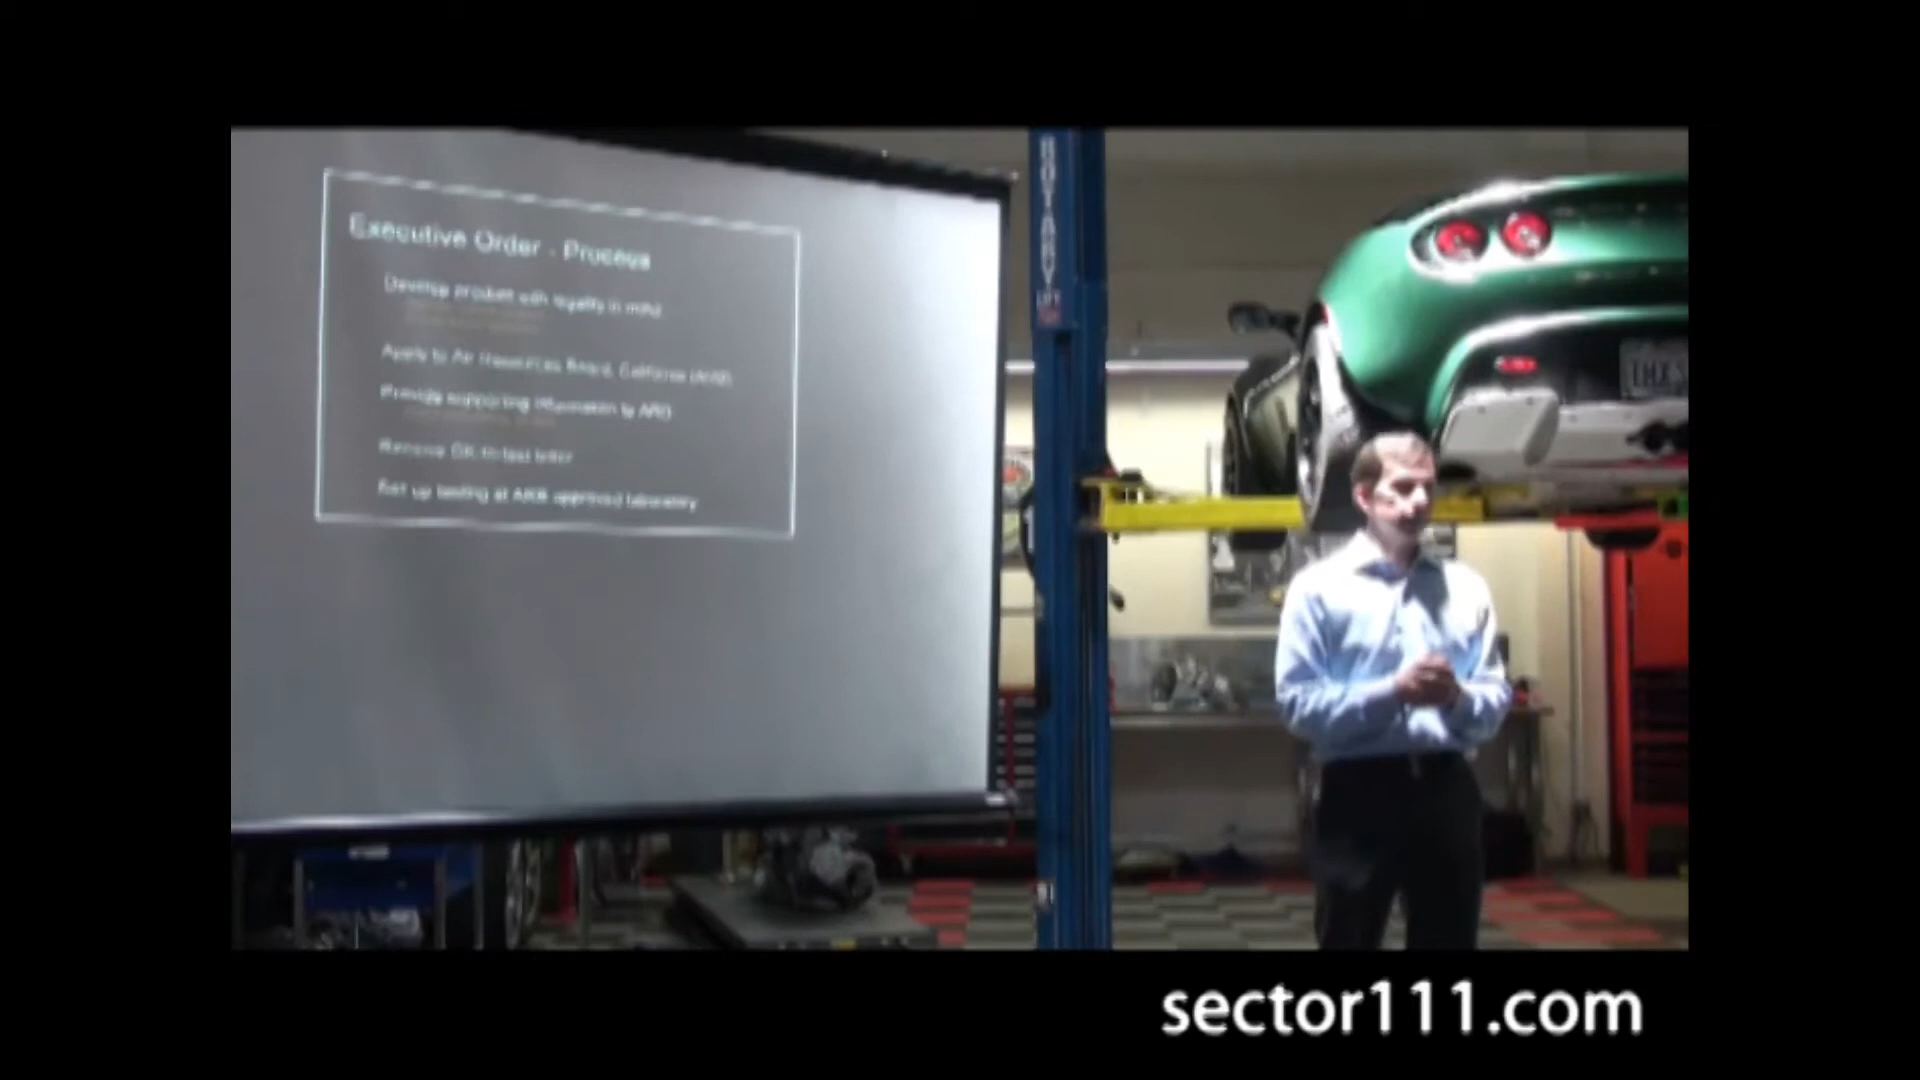 Executive Order - Process
Develop product with legality in mind
Apply to Air Resources Board, California (ARB)
Provide supporting information to ARB
Receive OK-to-test letter
Set up testing at ARB approved laboratory
ROTARY
LIFT
sector111.com